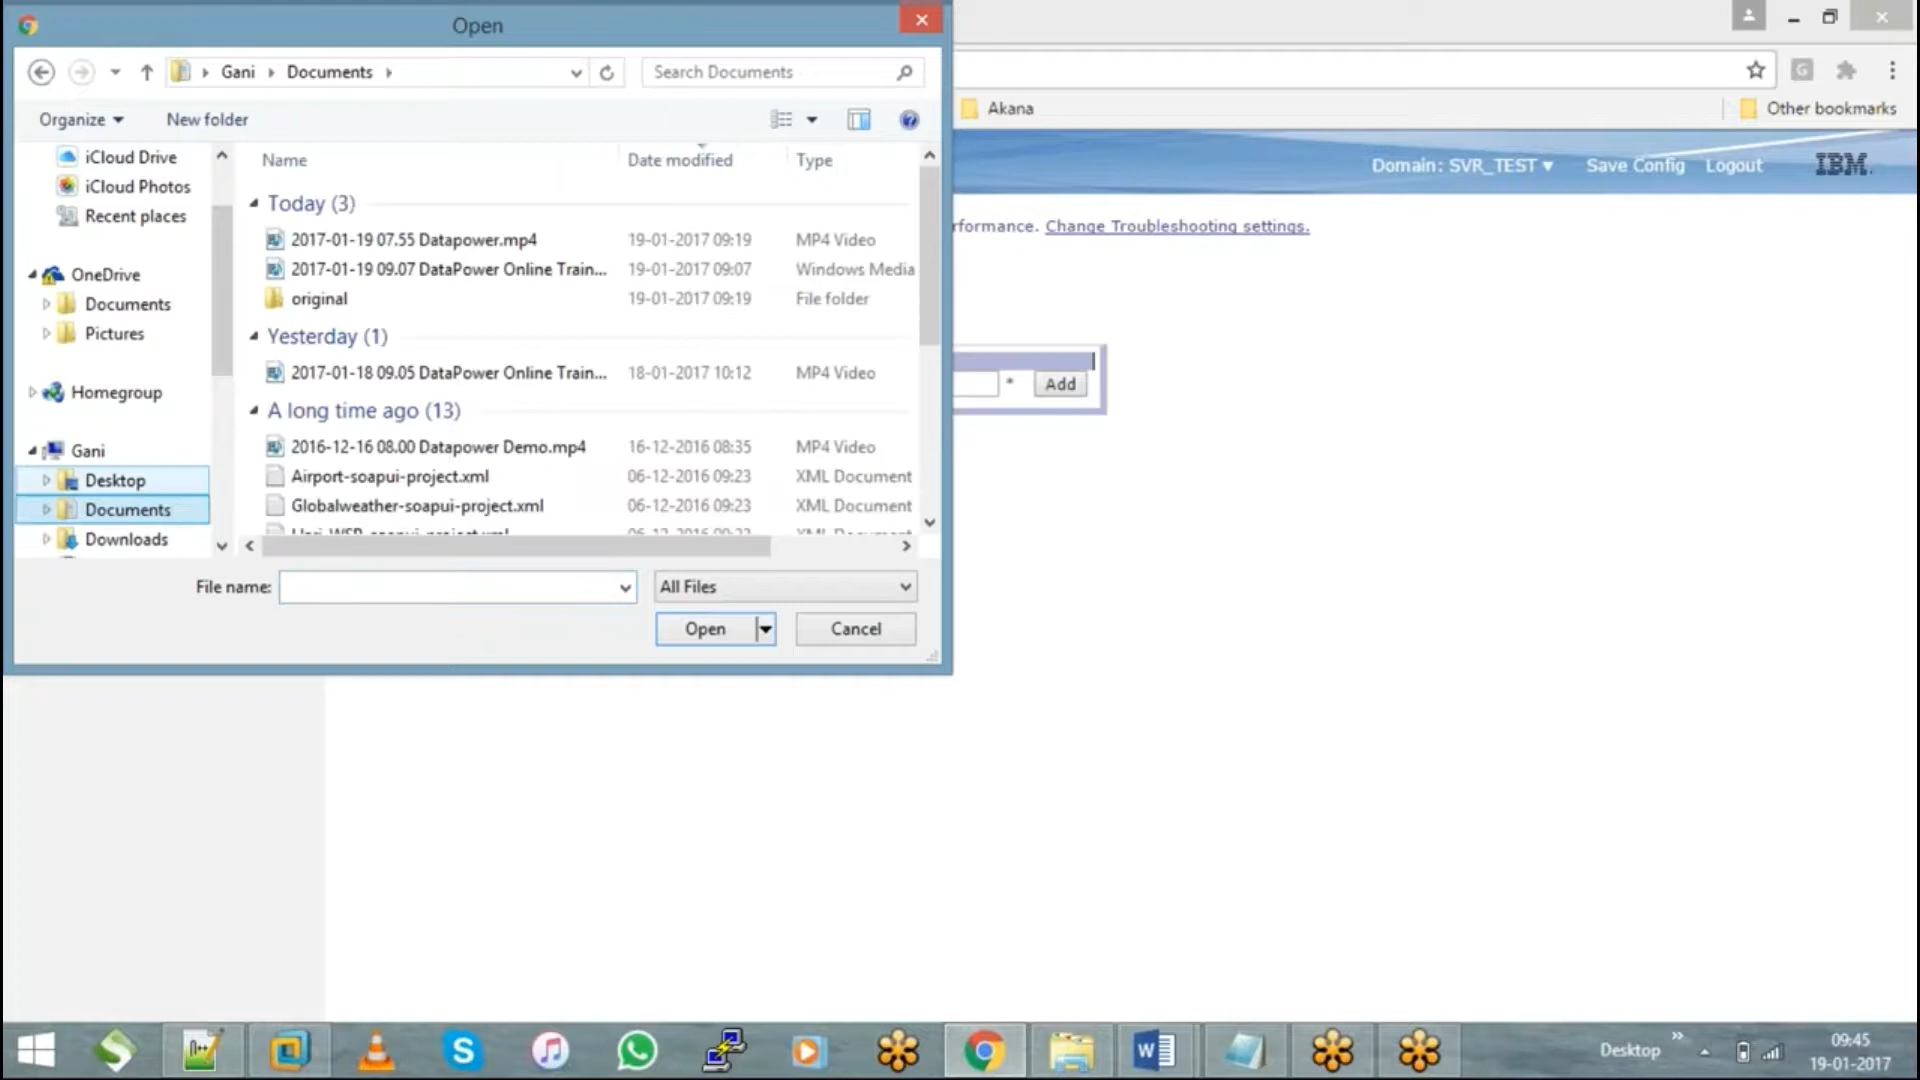 Open
Gani Documents
Search Documents
Akana
Other bookmarks
Organize
New folder
Domain: SVR_TEST
Save Config
Logout
IBM.
rformance. Change Troubleshooting settings.
iCloud Drive
iCloud Photos
Recent places
OneDrive
Documents
Pictures
Homegroup
Gani
Desktop
Documents
Downloads
Name Date modified Type
Today (3)
2017-01-19 07.55 Datapower.mp4 19-01-2017 09:19 MP4 Video
2017-01-19 09.07 DataPower Online Train... 19-01-2017 09:07 Windows Media
original 19-01-2017 09:19 File folder
Yesterday (1)
2017-01-18 09.05 DataPower Online Train... 18-01-2017 10:12 MP4 Video
A long time ago (13)
2016-12-16 08.00 Datapower Demo.mp4 16-12-2016 08:35 MP4 Video
Airport-soapui-project.xml 06-12-2016 09:23 XML Document
Globalweather-soapui-project.xml 06-12-2016 09:23 XML Document
* Add
File name:
All Files
Open
Cancel
Desktop
09:45
19-01-2017